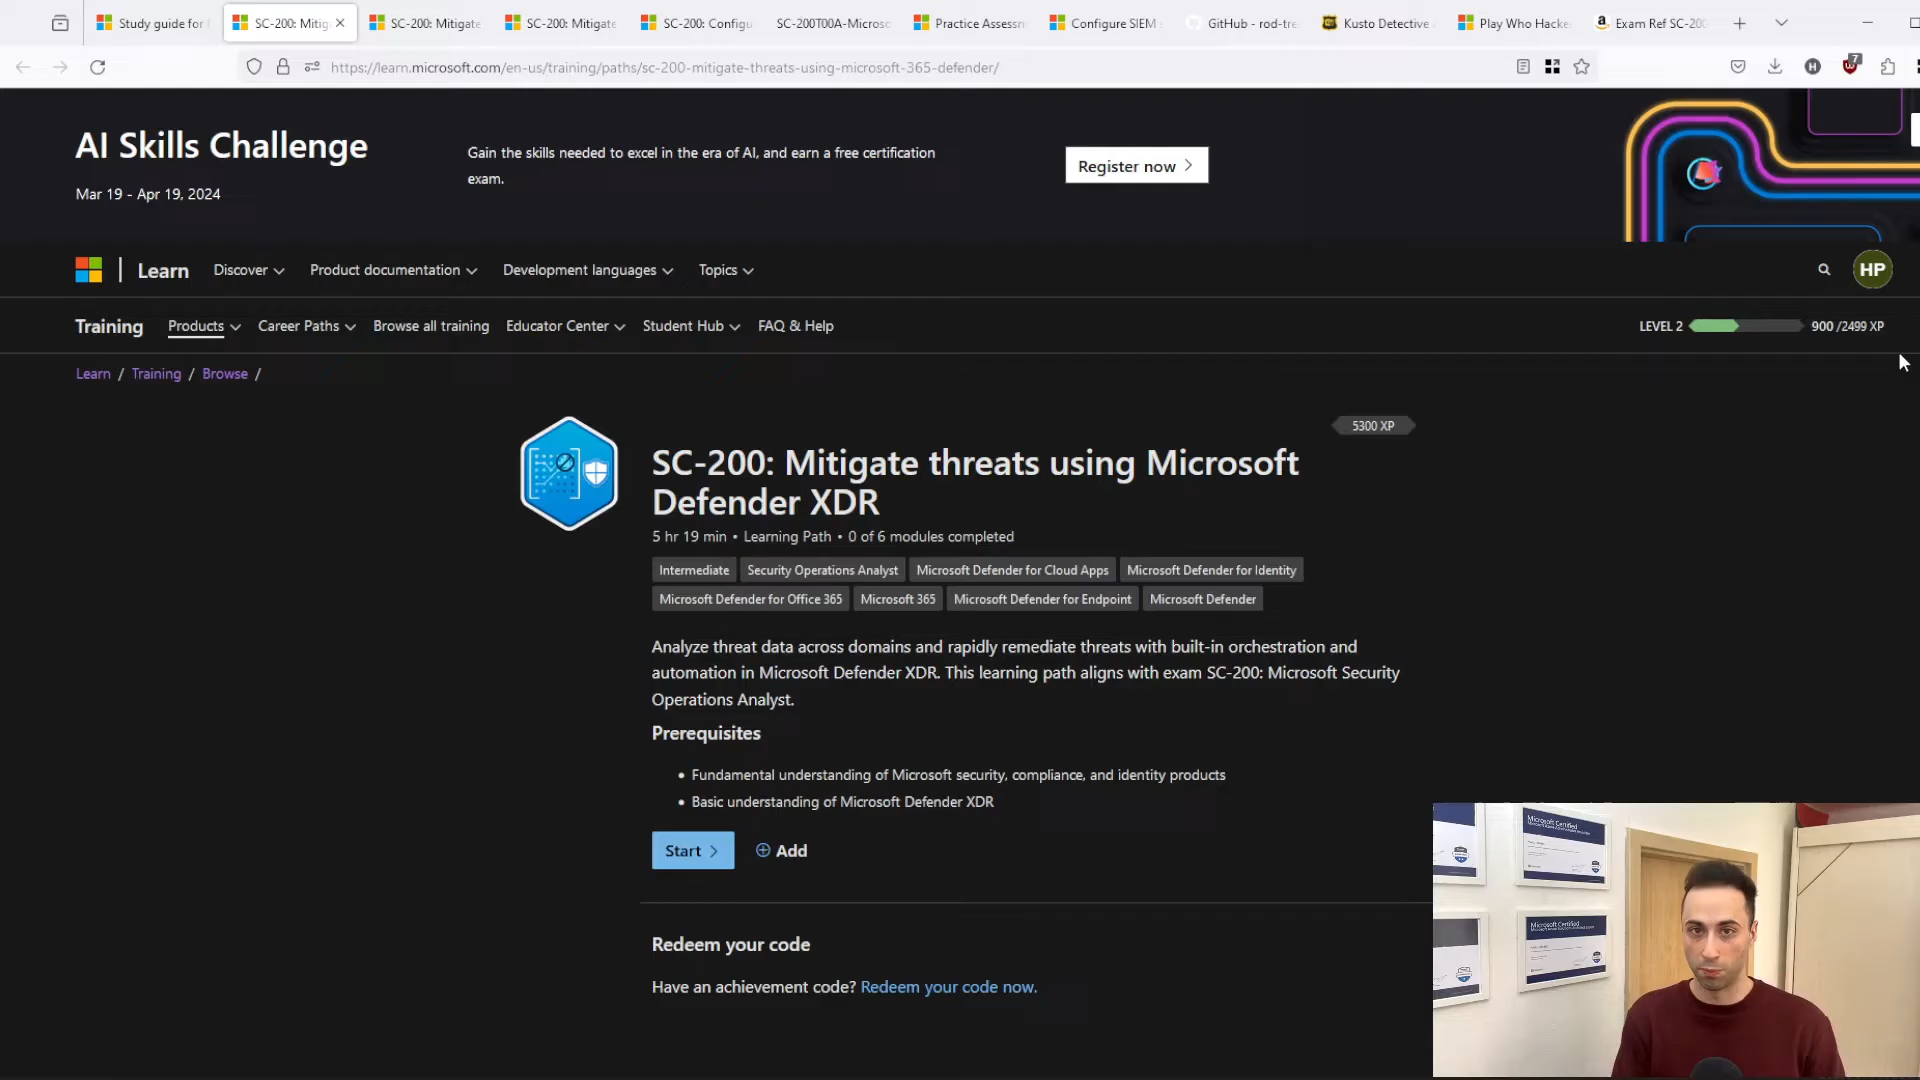 Study guide for
SC-200: Mitig
SC-200: Mitigate
SC-200: Mitigate
SC-200: Configu
SC-200T00A-Microso
Practice Assessm
Configure SIEM
GitHub - rod-tre
Kusto Detective
Play Who Hacke
Exam Ref SC-200
https://learn.microsoft.com/en-us/training/paths/sc-200-mitigate-threats-using-microsoft-365-defender/
H
7
AI Skills Challenge
Mar 19 - Apr 19, 2024
Gain the skills needed to excel in the era of AI, and earn a free certification
exam.
Register now
Learn
Discover
Product documentation
Development languages
Topics
HP
Training
Products
Career Paths
Browse all training
Educator Center
Student Hub
FAQ & Help
LEVEL 2
900 /2499 XP
Learn / Training / Browse /
5300 XP
SC-200: Mitigate threats using Microsoft
Defender XDR
5 hr 19 min • Learning Path • 0 of 6 modules completed
Intermediate
Security Operations Analyst
Microsoft Defender for Cloud Apps
Microsoft Defender for Identity
Microsoft Defender for Office 365
Microsoft 365
Microsoft Defender for Endpoint
Microsoft Defender
Analyze threat data across domains and rapidly remediate threats with built-in orchestration and
automation in Microsoft Defender XDR. This learning path aligns with exam SC-200: Microsoft Security
Operations Analyst.
Prerequisites
• Fundamental understanding of Microsoft security, compliance, and identity products
• Basic understanding of Microsoft Defender XDR
Start
Add
Redeem your code
Have an achievement code? Redeem your code now.
Microsoft Certified
Microsoft Certified